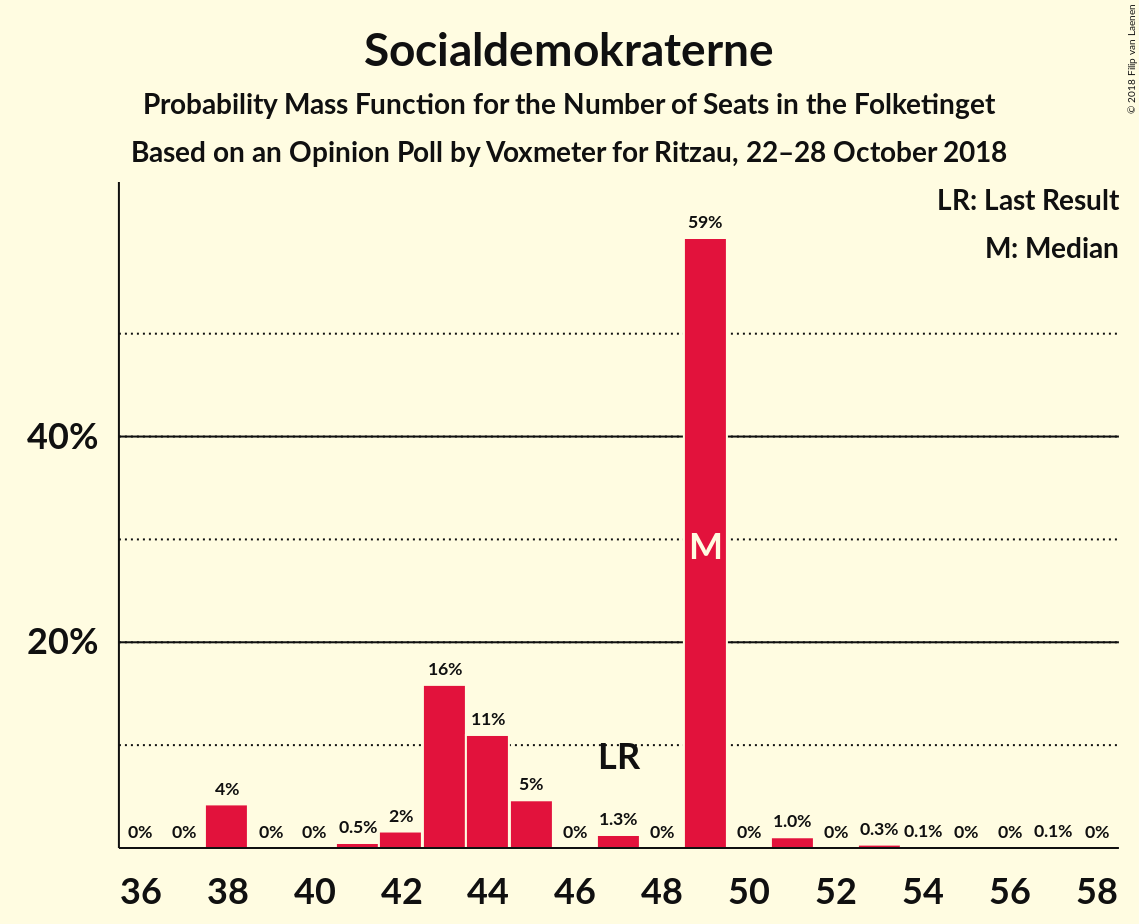 Socialdemokraterne
Probability Mass Function for the Number of Seats in the Folketinget
Based on an Opinion Poll by Voxmeter for Ritzau, 22–28 October 2018
© 2018 Filip van Laenen
LR: Last Result
M: Median
59%
40%
M
20%
16%
11%
LR
5%
4%
2%
1.3%
1.0%
0.5%
0% 0% 0% 0% 0% 0% 0% 0% 0.3% 0.1% 0% 0% 0.1% 0%
36 38 40 42 44 46 48 50 52 54 56 58